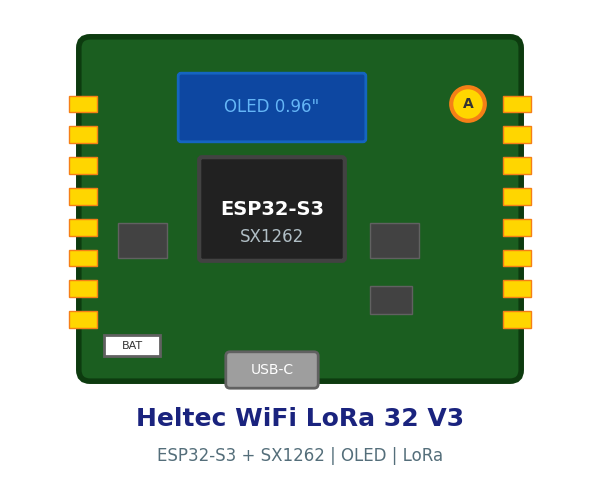 OLED 0.96"
A
ESP32-S3
SX1262
BAT
USB-C
Heltec WiFi LoRa 32 V3
ESP32-S3 + SX1262 | OLED | LoRa